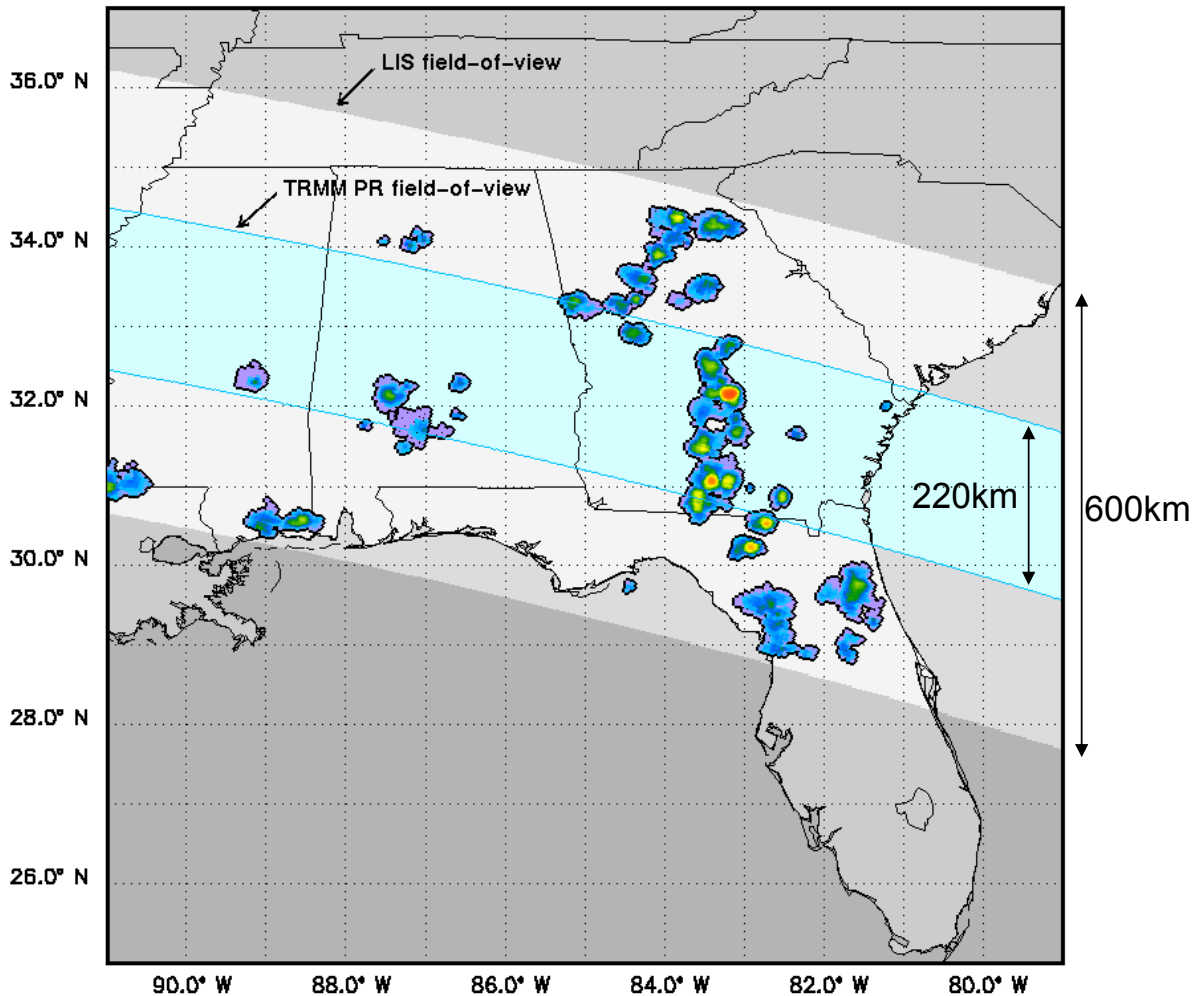 LIS field-of-view
36.0° N
TRMM PR field-of-view
34.0° N
32.0° N
220km
600km
30.0° N
28.0° N
26.0° N
90.0° W 88.0° W 86.0° W 84.0° W 82.0° W 80.0° W